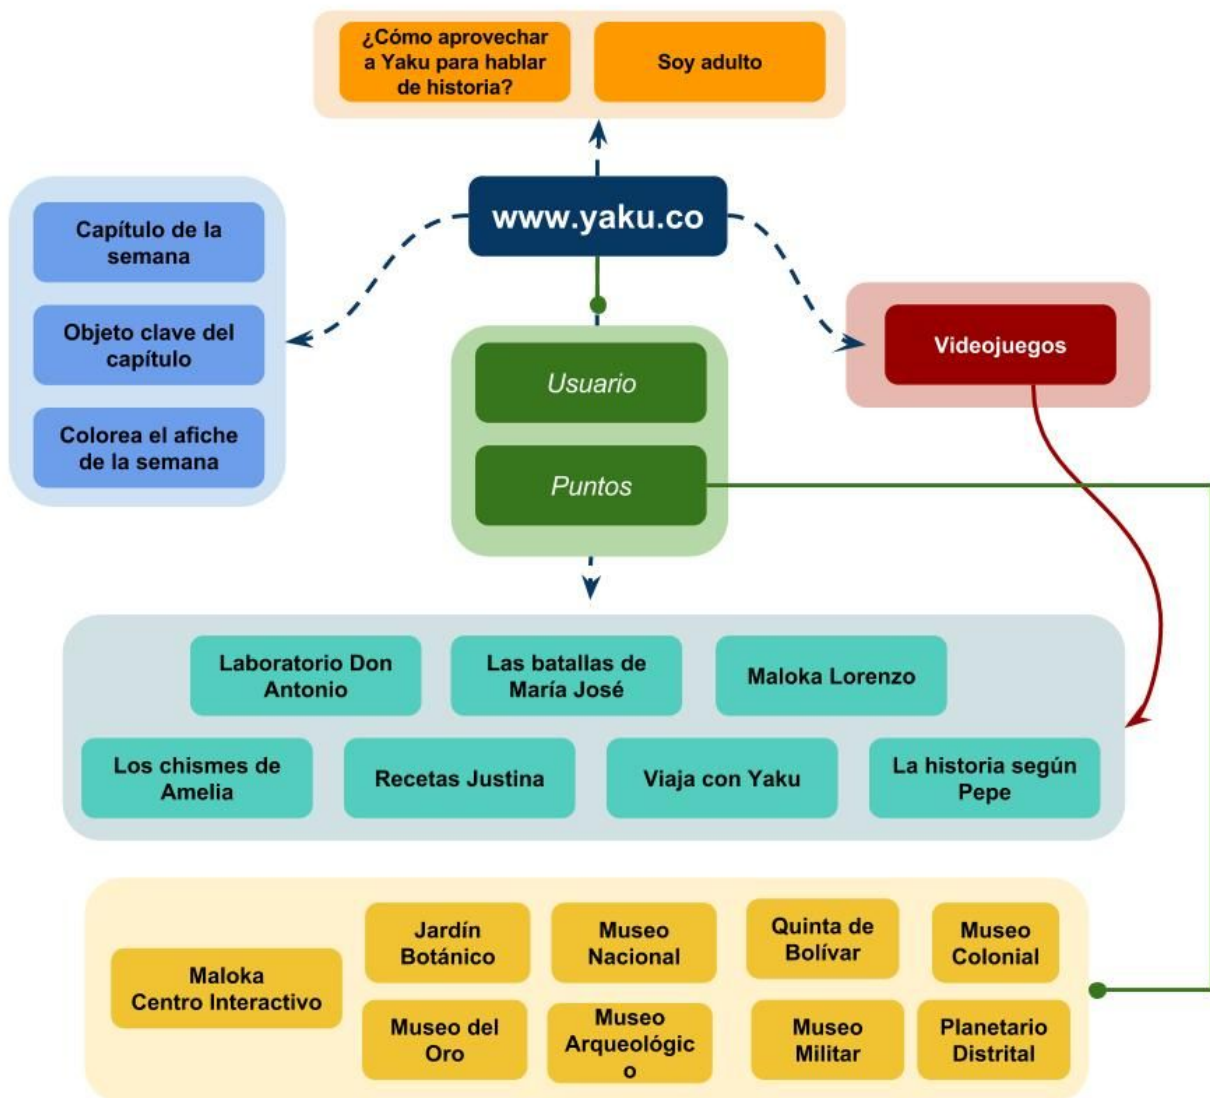 ¿Cómo aprovechar
a Yaku para hablar
de historia?
Soy adulto
www.yaku.co
Capítulo de la
semana
Objeto clave del
capítulo
Colorea el afiche
de la semana
Usuario
Puntos
Videojuegos
Laboratorio Don
Antonio
Las batallas de
María José
Maloka Lorenzo
Los chismes de
Amelia
Recetas Justina
Viaja con Yaku
La historia según
Pepe
Maloka
Centro Interactivo
Jardín
Botánico
Museo
Nacional
Quinta de
Bolívar
Museo
Colonial
Museo del
Oro
Museo
Arqueológic
o
Museo
Militar
Planetario
Distrital